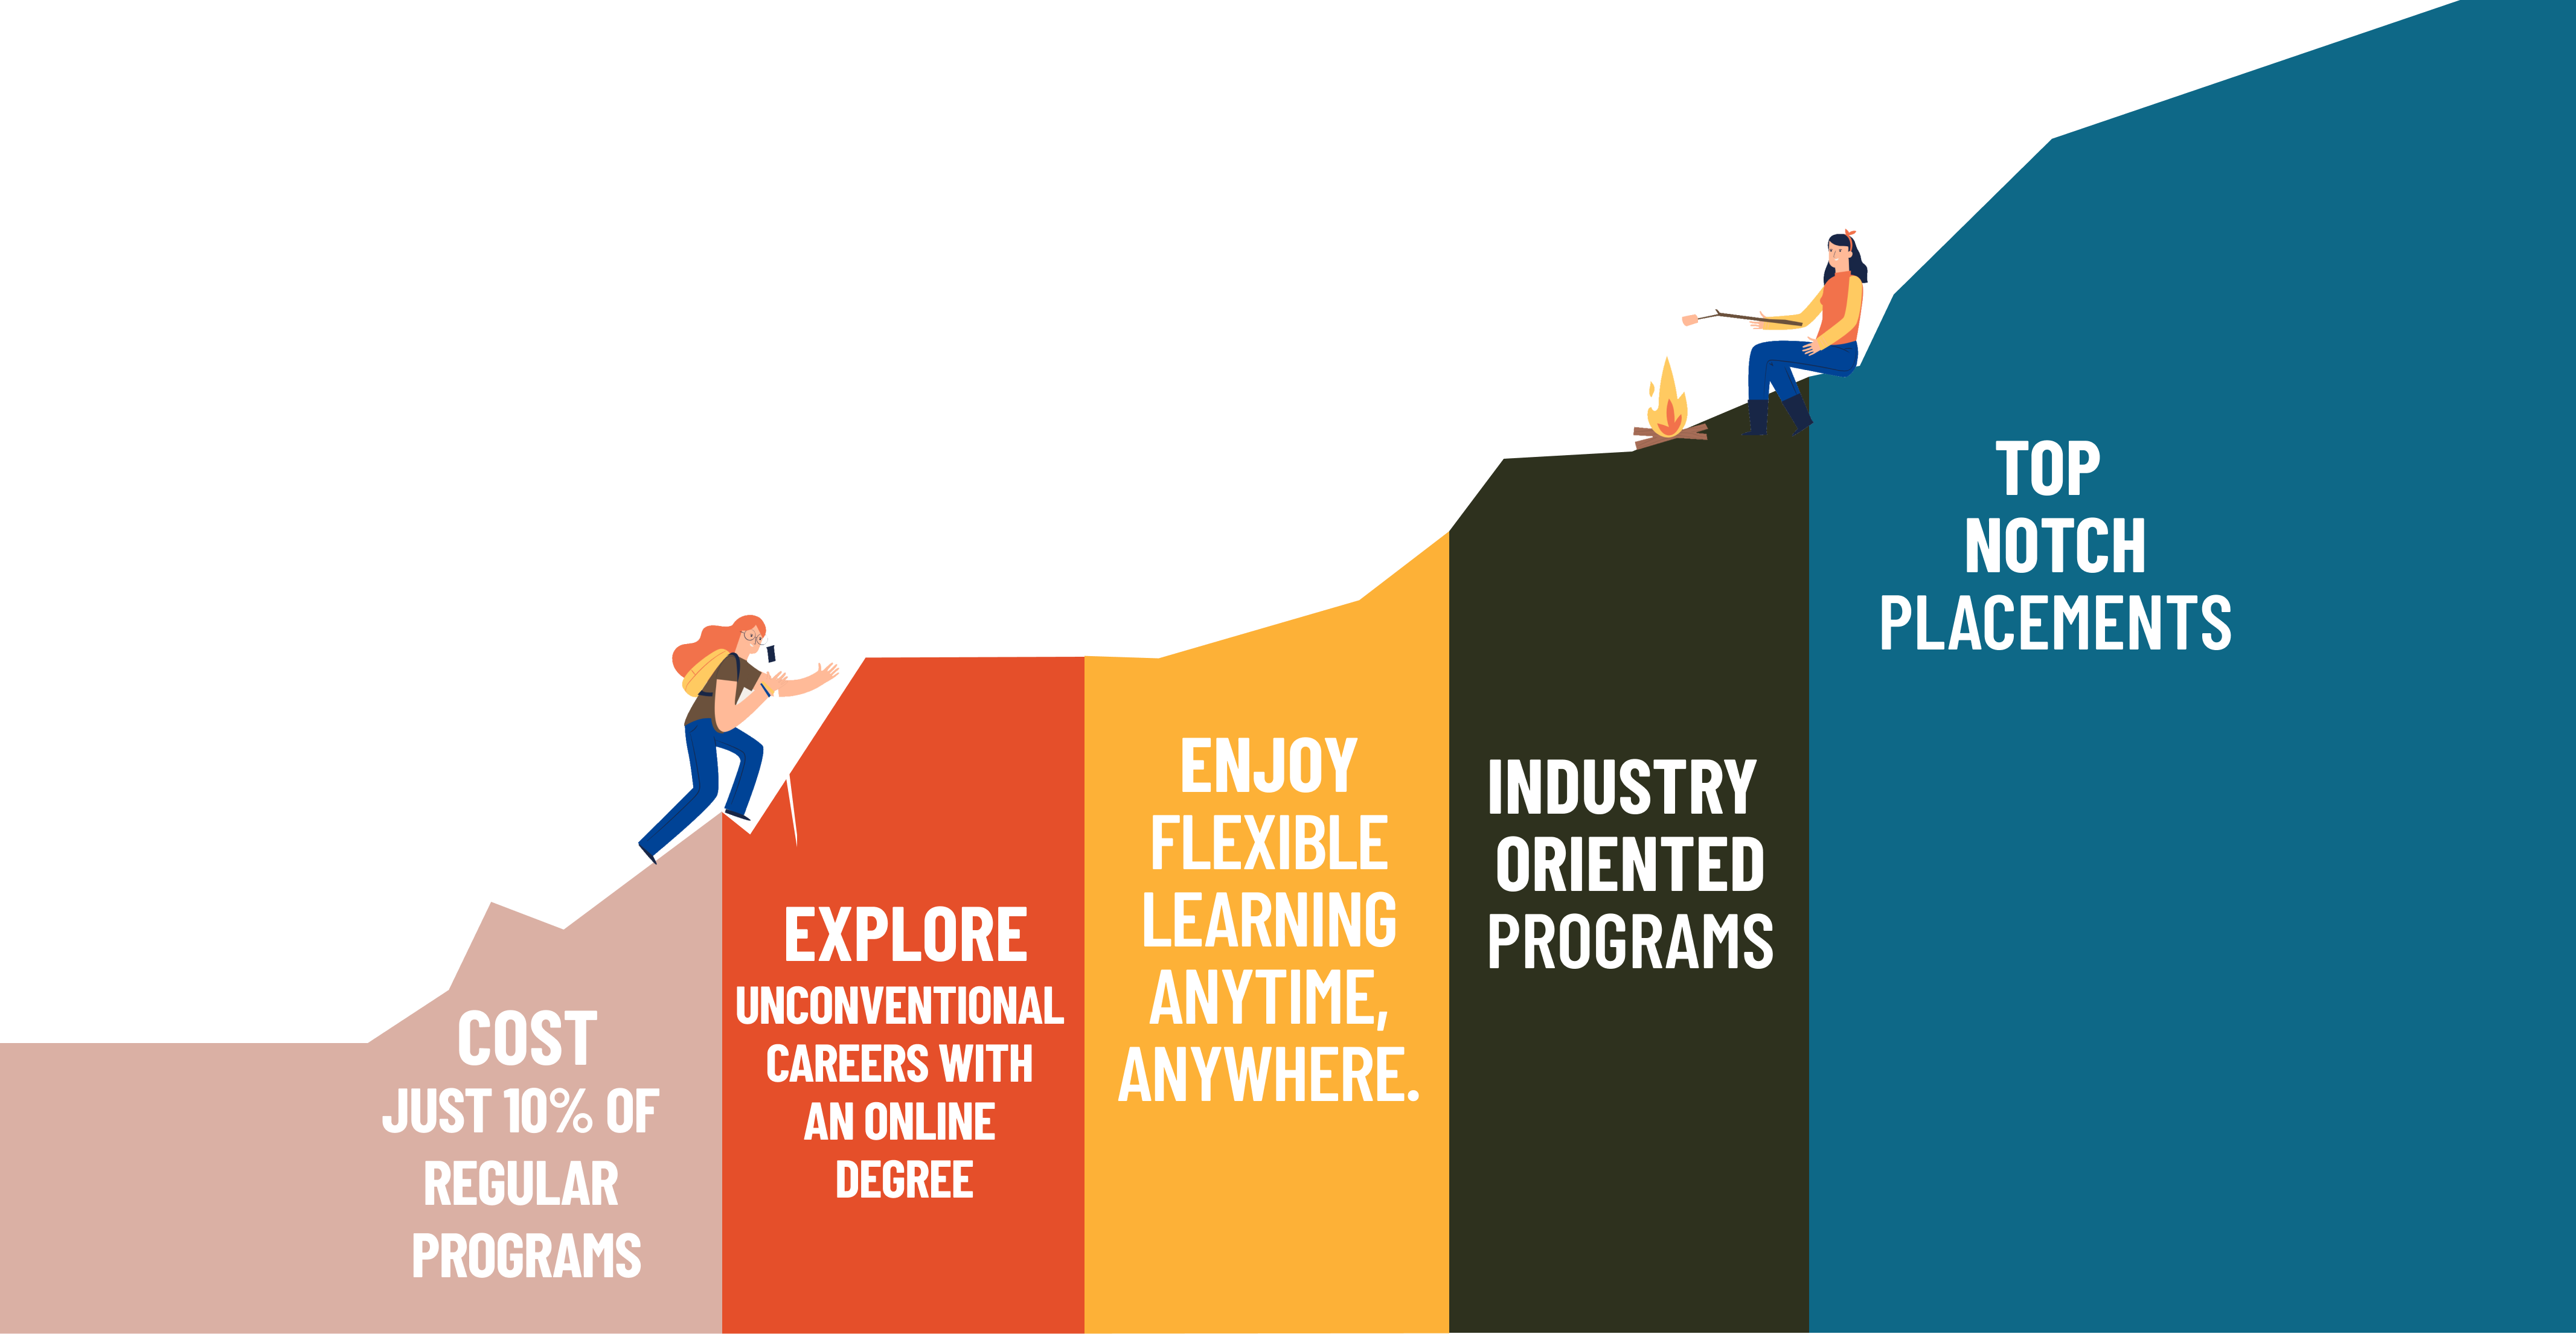 COST
JUST 10% OF
REGULAR
PROGRAMS
EXPLORE
UNCONVENTIONAL
CAREERS WITH
AN ONLINE
DEGREE
ENJOY
FLEXIBLE
LEARNING
ANYTIME,
ANYWHERE.
INDUSTRY
ORIENTED
PROGRAMS
TOP
NOTCH
PLACEMENTS